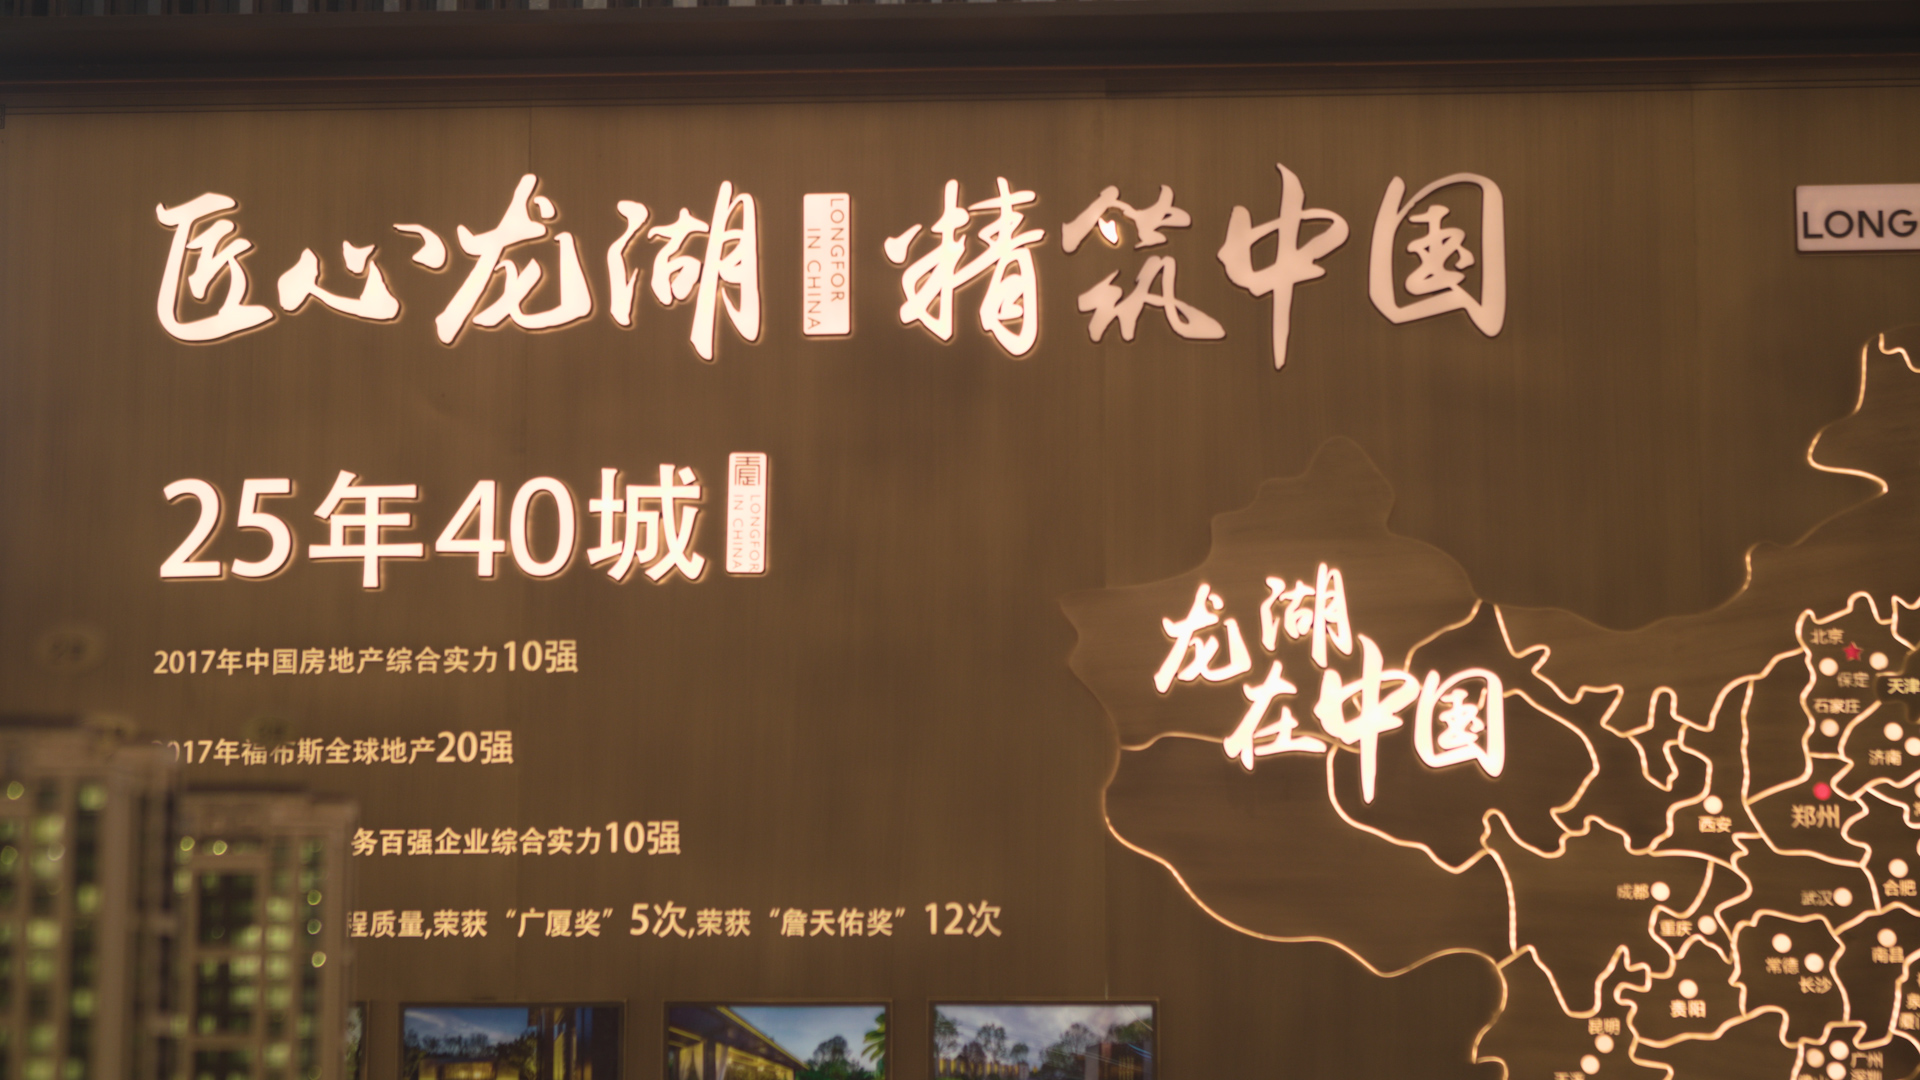 匠心龙湖
LONGFOR
IN CHINA
精筑中国
LONG
25年40城
LONGFOR
IN CHINA
2017年中国房地产综合实力10强
2017年福布斯全球地产20强
务百强企业综合实力10强
程质量,荣获“广厦奖”5次,荣获“詹天佑奖”12次
龙湖
在中国
北京
保定
天津
石家庄
济南
郑州
西安
合肥
成都
武汉
重庆
南昌
常德
长沙
贵阳
昆明
广州
深圳